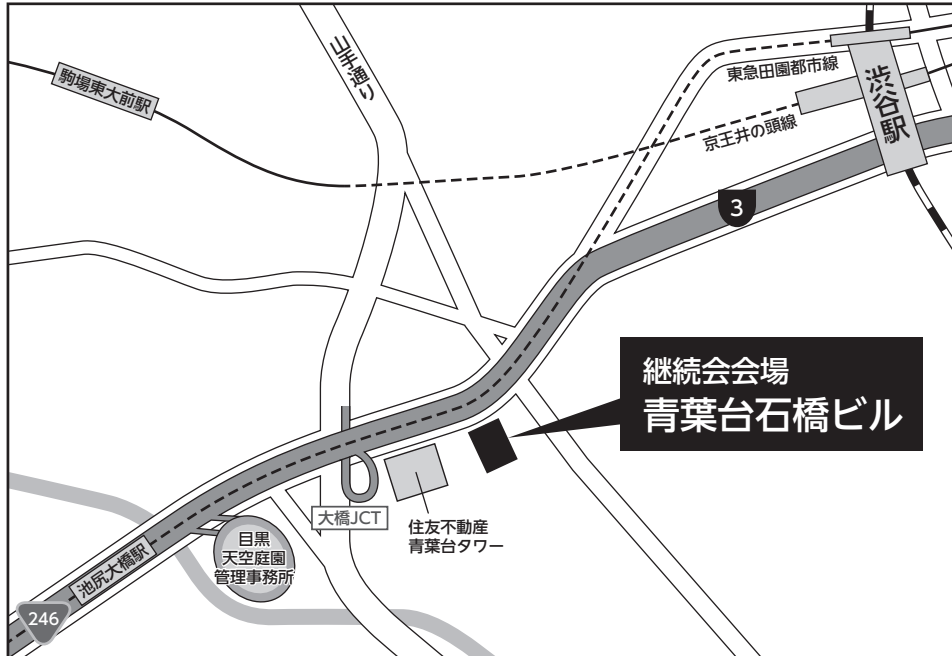 山手通り
駒場東大前駅
東急田園都市線
京王井の頭線
渋谷駅
3
継続会会場
青葉台石橋ビル
大橋JCT
住友不動産
青葉台タワー
目黒
天空庭園
管理事務所
池尻大橋駅
246